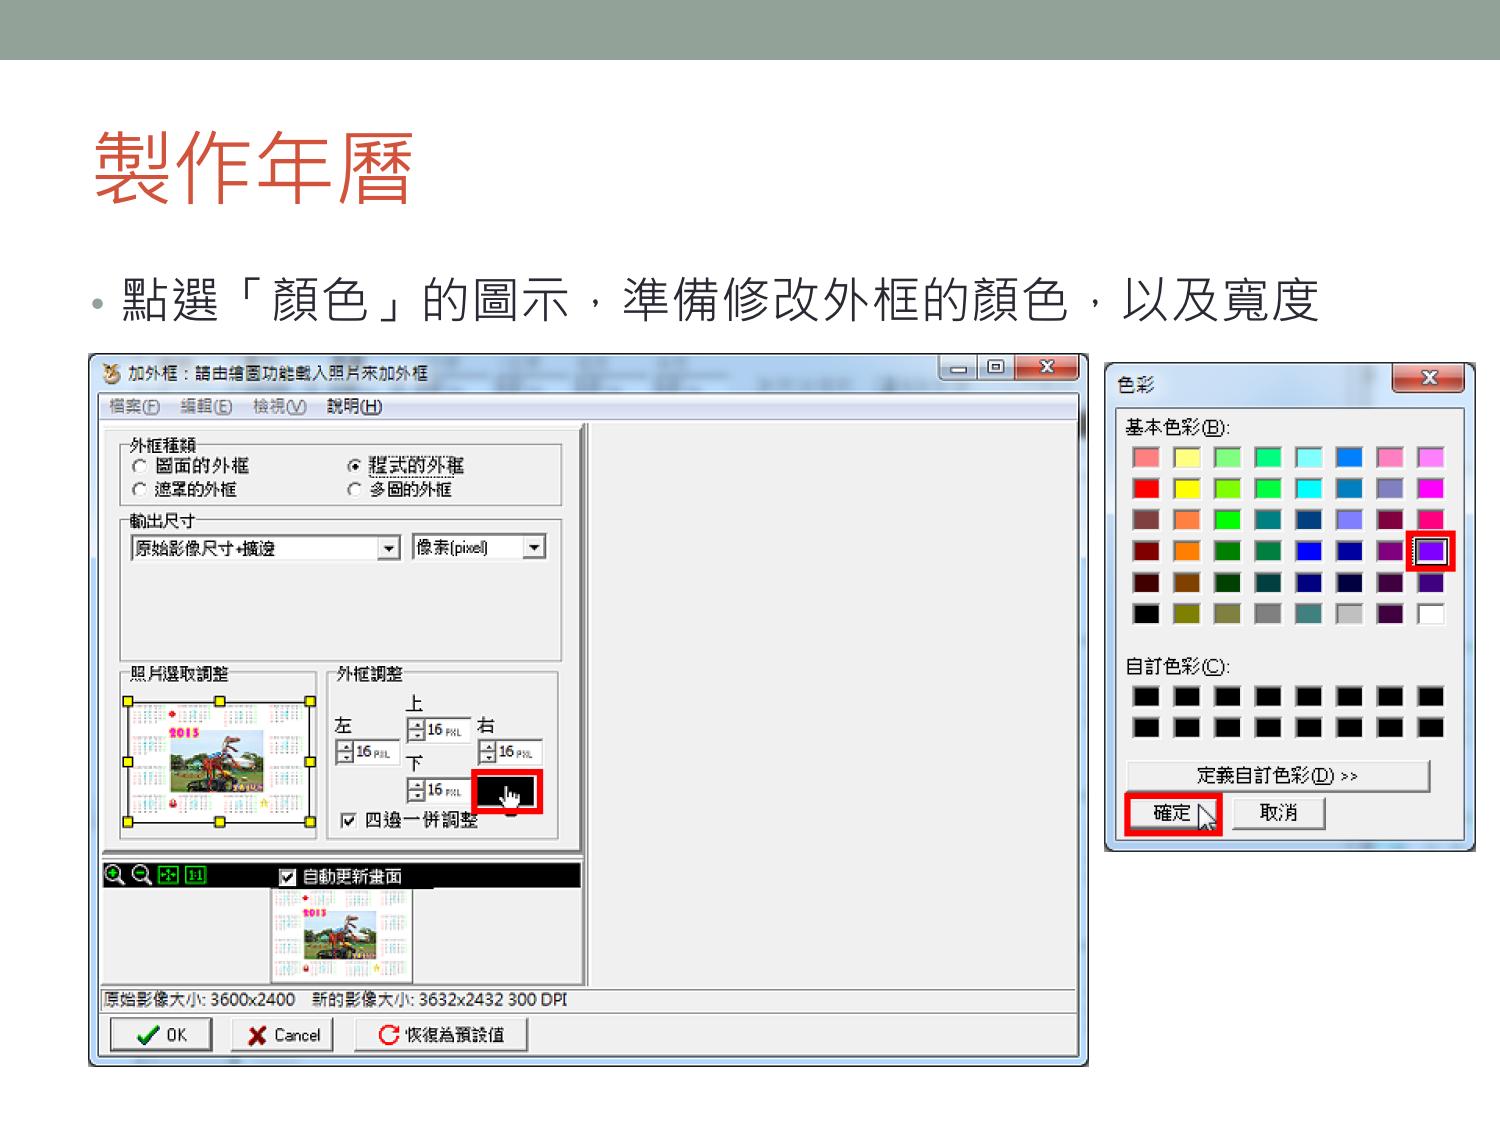 製作年曆
• 點選「顏色」的圖示，準備修改外框的顏色，以及寬度
加外框：請由繪圖功能載入照片來加外框
檔案(F) 編輯(E) 檢視(V) 說明(H)
外框種類
圖面的外框 程式的外框
遮罩的外框 多圖的外框
輸出尺寸
原始影像尺寸+擴邊 像素(pixel)
照片選取調整
2013
外框調整
上
左 16 PXL 右
16 PXL 16 PXL
下
16 PXL
四邊一併調整
1:1 自動更新畫面
2013
原始影像大小: 3600x2400 新的影像大小: 3632x2432 300 DPI
OK Cancel 恢復為預設值
色彩
基本色彩(B):
自訂色彩(C):
定義自訂色彩(D) >>
確定 取消